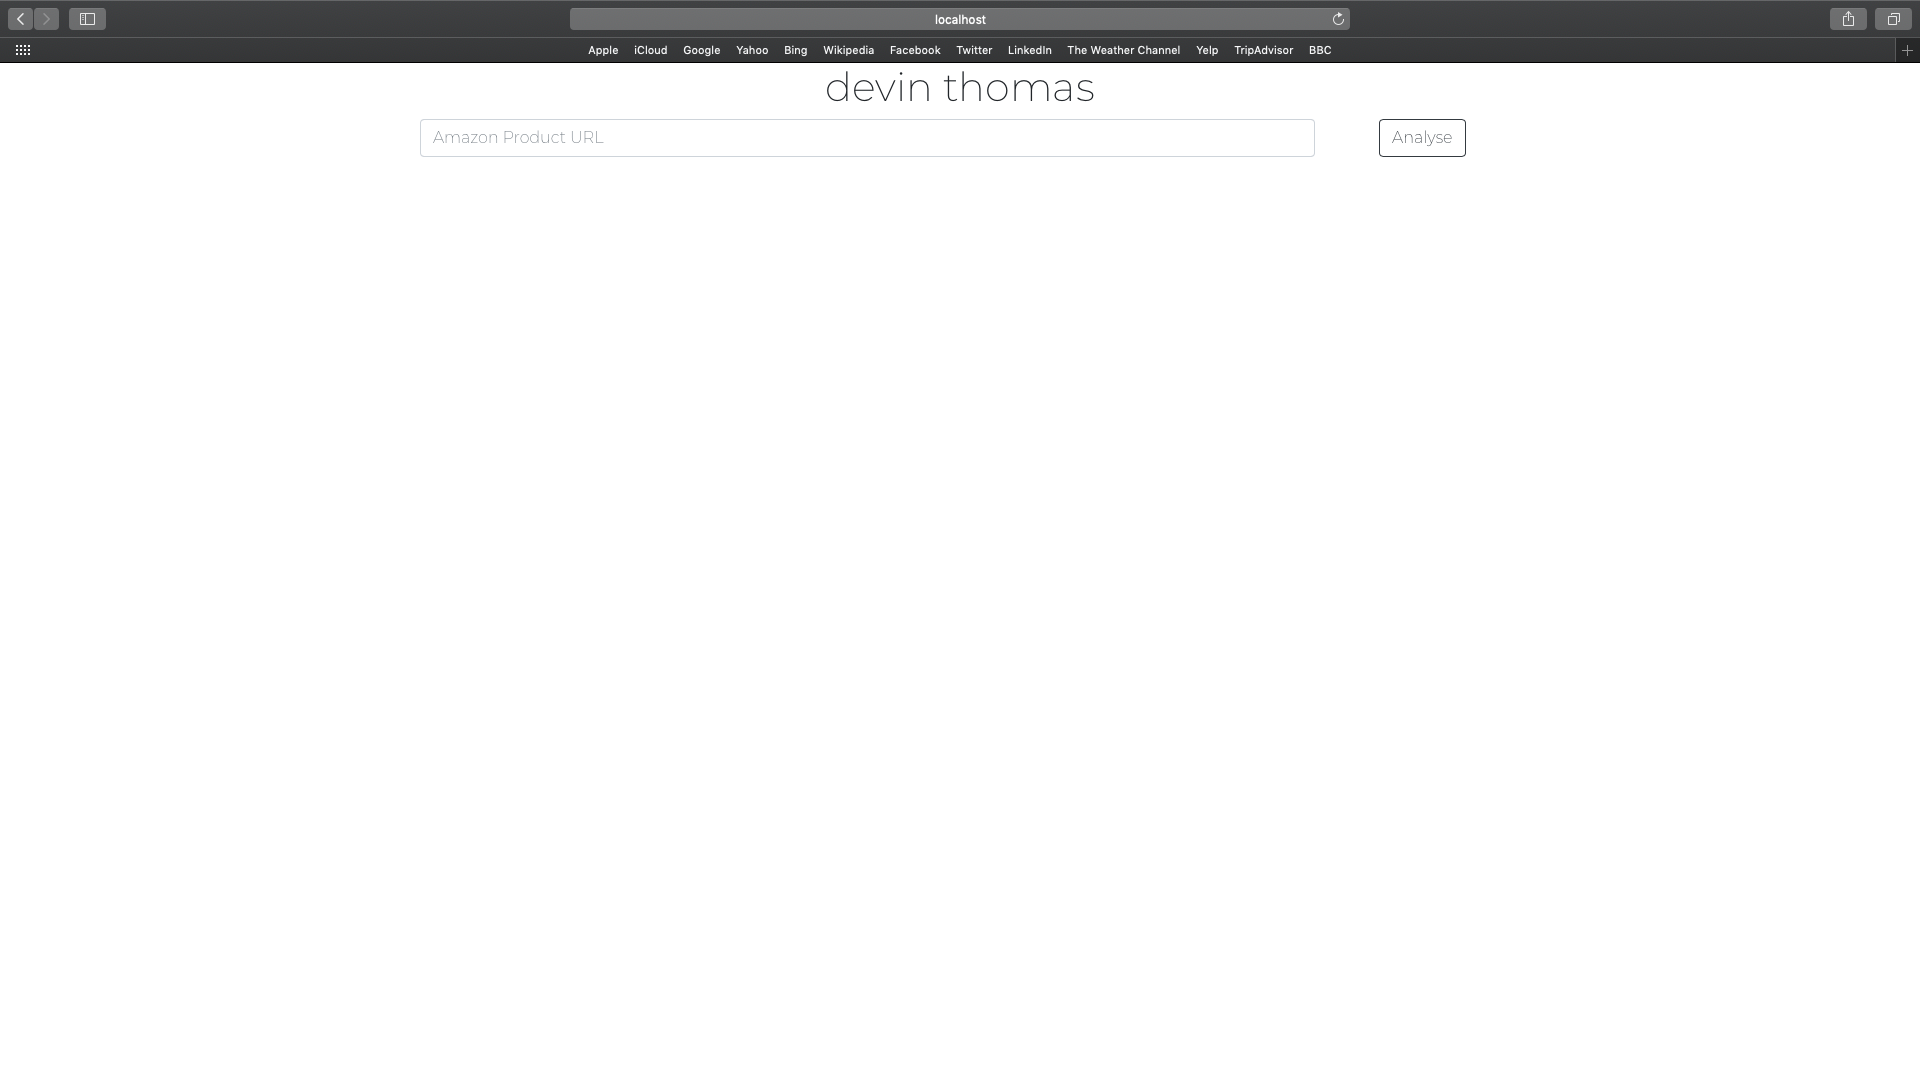 localhost
Apple iCloud Google Yahoo Bing Wikipedia Facebook Twitter LinkedIn The Weather Channel Yelp TripAdvisor BBC
devin thomas
Amazon Product URL Analyse